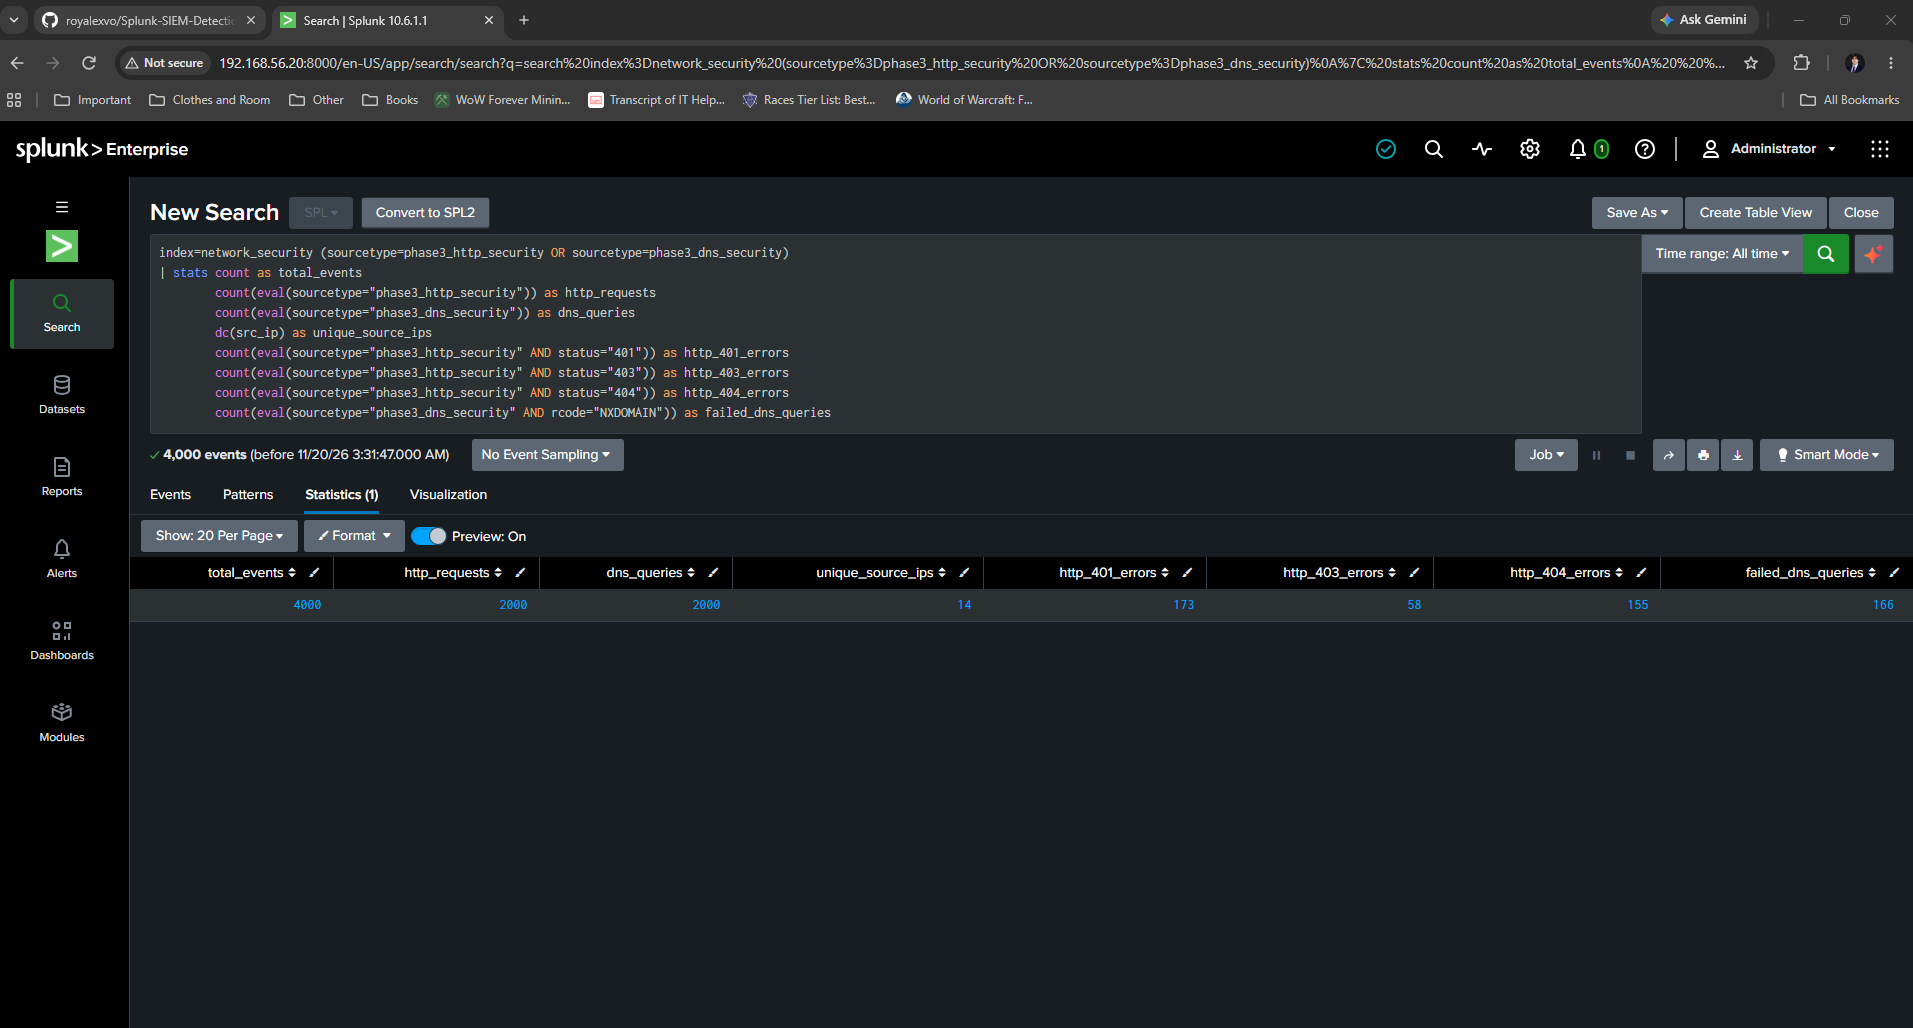 royalexvo/Splunk-SIEM-Detectio
Search | Splunk 10.6.1.1
Ask Gemini
Not secure
192.168.56.20:8000/en-US/app/search/search?q=search%20index%3Dnetwork_security%20(sourcetype%3Dphase3_http_security%20OR%20sourcetype%3Dphase3_dns_security)%0A%7C%20stats%20count%20as%20total_events%0A%20%20%...
Important
Clothes and Room
Other
Books
WoW Forever Minin...
Transcript of IT Help...
Races Tier List: Best...
World of Warcraft: F...
All Bookmarks
splunk>Enterprise
1
Administrator
New Search
SPL
Convert to SPL2
Save As
Create Table View
Close
index=network_security (sourcetype=phase3_http_security OR sourcetype=phase3_dns_security)
| stats count as total_events
count(eval(sourcetype="phase3_http_security")) as http_requests
count(eval(sourcetype="phase3_dns_security")) as dns_queries
dc(src_ip) as unique_source_ips
count(eval(sourcetype="phase3_http_security" AND status="401")) as http_401_errors
count(eval(sourcetype="phase3_http_security" AND status="403")) as http_403_errors
count(eval(sourcetype="phase3_http_security" AND status="404")) as http_404_errors
count(eval(sourcetype="phase3_dns_security" AND rcode="NXDOMAIN")) as failed_dns_queries
Time range: All time
Search
Datasets
Reports
Alerts
Dashboards
Modules
4,000 events (before 11/20/26 3:31:47.000 AM)
No Event Sampling
Job
Smart Mode
Events
Patterns
Statistics (1)
Visualization
Show: 20 Per Page
Format
Preview: On
total_events http_requests dns_queries unique_source_ips http_401_errors http_403_errors http_404_errors failed_dns_queries
4000 2000 2000 14 173 58 155 166